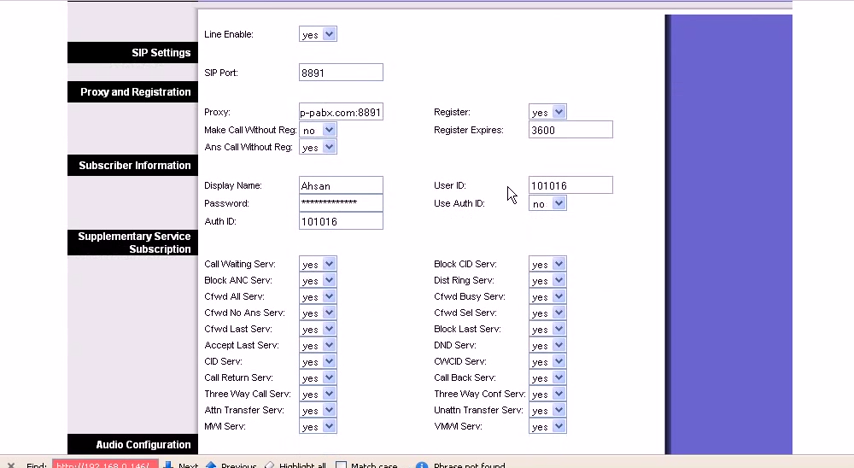 Line Enable: yes
SIP Settings
SIP Port: 8891
Proxy and Registration
Proxy: p-pabx.com:8891 Register: yes
Make Call Without Reg: no Register Expires: 3600
Ans Call Without Reg: yes
Subscriber Information
Display Name: Ahsan User ID: 101016
Password: ************* Use Auth ID: no
Auth ID: 101016
Supplementary Service
Subscription
Call Waiting Serv: yes Block CID Serv: yes
Block ANC Serv: yes Dist Ring Serv: yes
Cfwd All Serv: yes Cfwd Busy Serv: yes
Cfwd No Ans Serv: yes Cfwd Sel Serv: yes
Cfwd Last Serv: yes Block Last Serv: yes
Accept Last Serv: yes DND Serv: yes
CID Serv: yes CWCID Serv: yes
Call Return Serv: yes Call Back Serv: yes
Three Way Call Serv: yes Three Way Conf Serv: yes
Attn Transfer Serv: yes Unattn Transfer Serv: yes
MWI Serv: yes VMWI Serv: yes
Audio Configuration
Find: http://192.168.0.146/ Next Previous Highlight all Match case Phrase not found